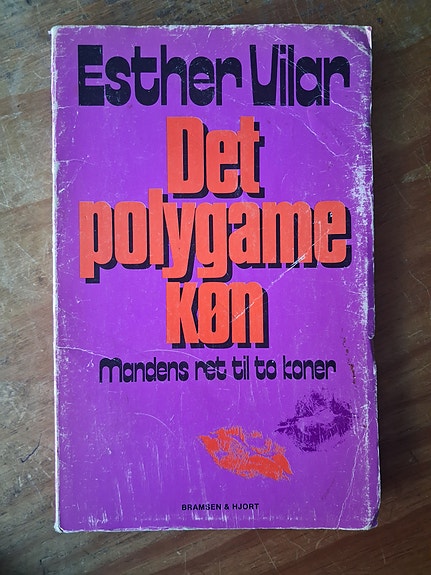 Esther Vilar
Det
polygame
køn
Mandens ret til to koner
BRAMSEN & HJORT